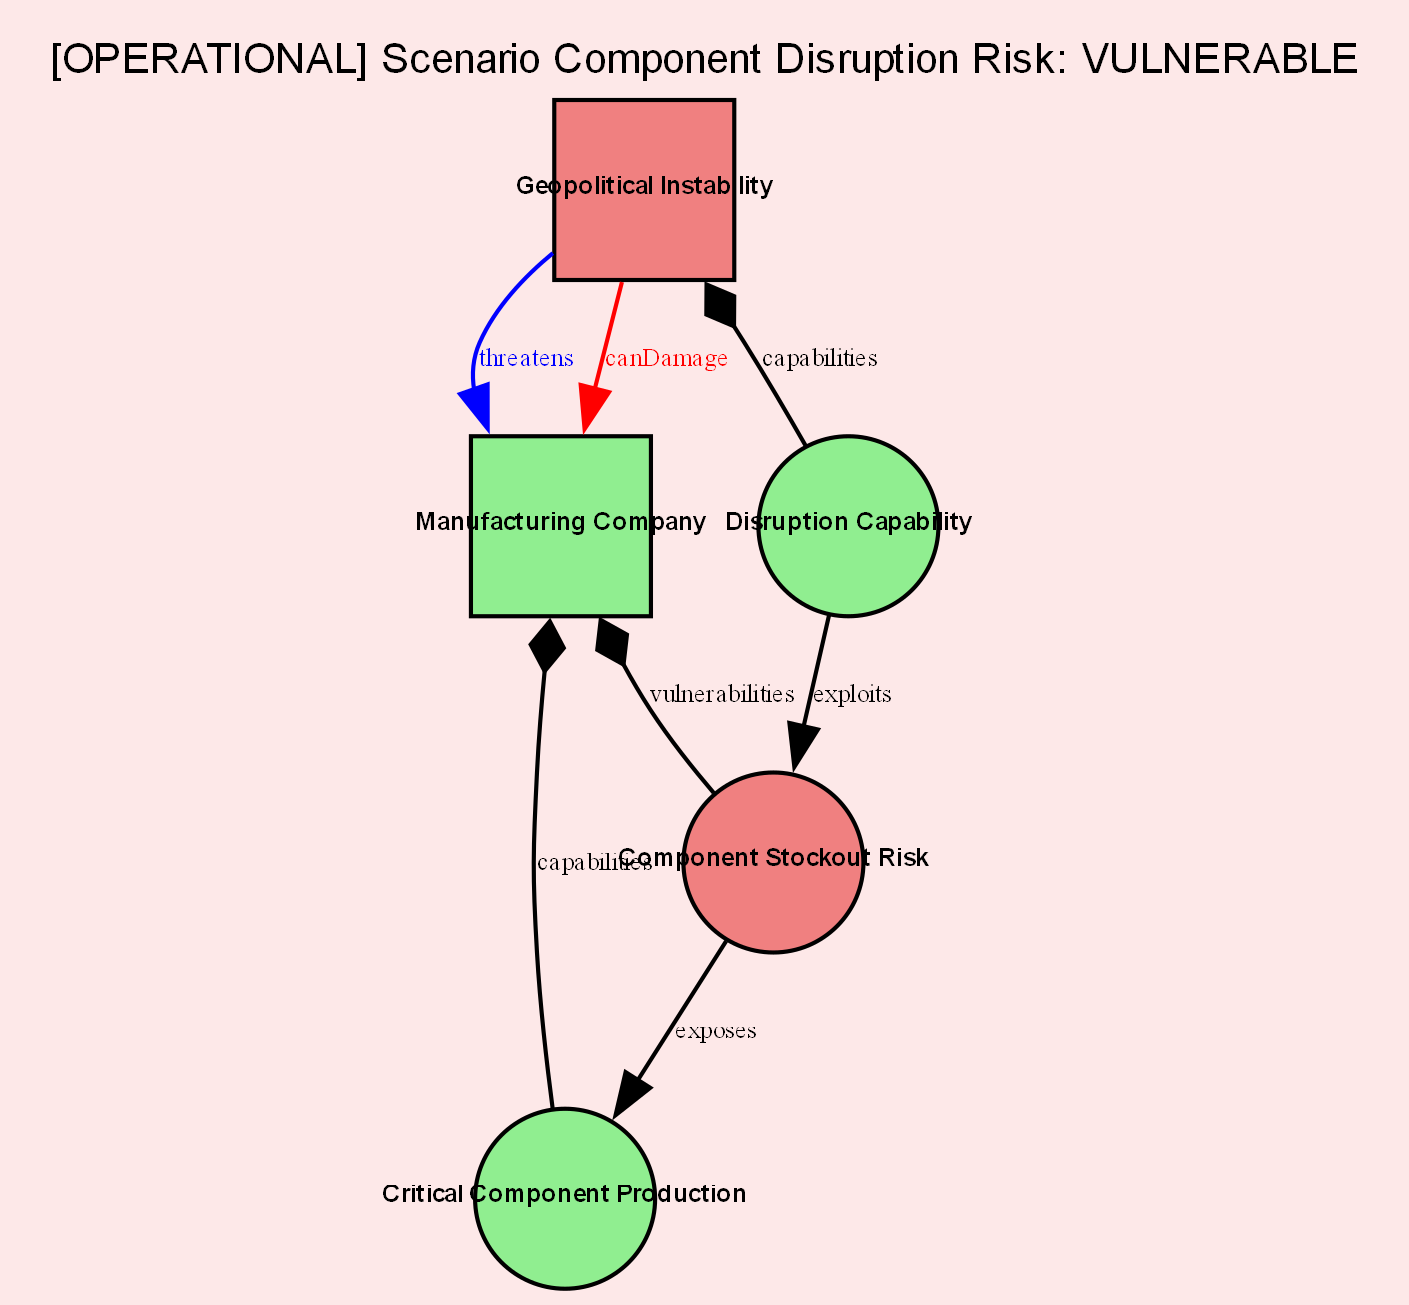 [OPERATIONAL] Scenario Component Disruption Risk: VULNERABLE
Geopolitical Instability
threatens
canDamage
capabilities
Manufacturing Company
Disruption Capability
vulnerabilities
exploits
capabilities
Component Stockout Risk
exposes
Critical Component Production